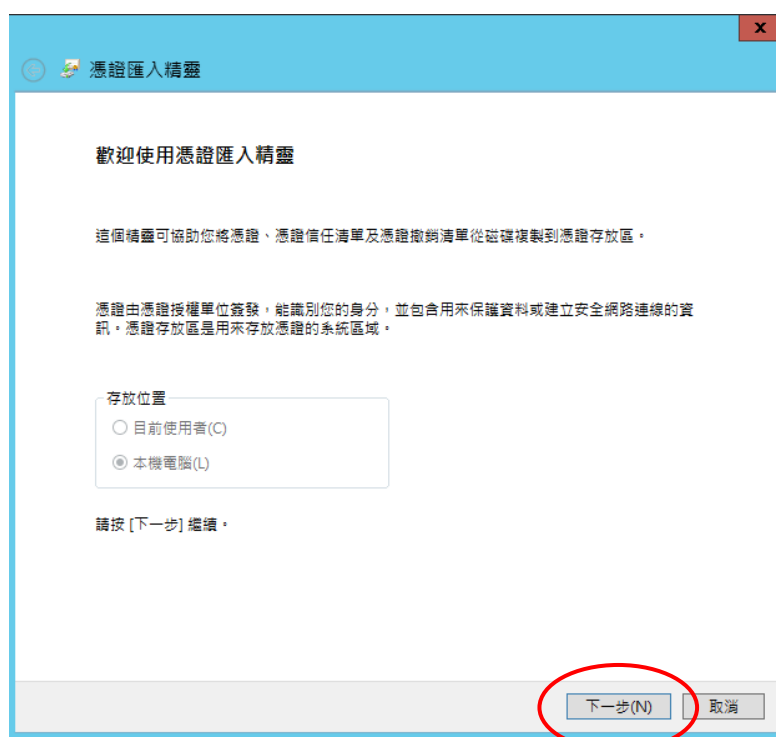 憑證匯入精靈
歡迎使用憑證匯入精靈
這個精靈可協助您將憑證、憑證信任清單及憑證撤銷清單從磁碟複製到憑證存放區。
憑證由憑證授權單位簽發，能識別您的身分，並包含用來保護資料或建立安全網路連線的資
訊。憑證存放區是用來存放憑證的系統區域。
存放位置
目前使用者(C)
本機電腦(L)
請按 [下一步] 繼續。
下一步(N) 取消